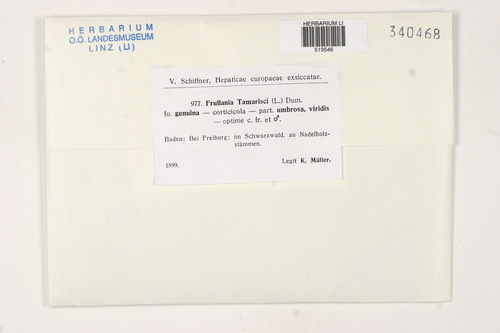 HERBARIUM
O.Ö. LANDESMUSEUM
LINZ (LI)
HERBARIUM LI
519546
340468
V. Schiffner, Hepaticae europaeae exsiccatae.
977. Frullania Tamarisci (L.) Dum.
fo. genuina — corticicola — part. umbrosa, viridis
— optime c. fr. et ♂.
Baden: Bei Freiburg; im Schwarzwald, an Nadelholz-
stämmen.
1899.
Legit K. Müller.